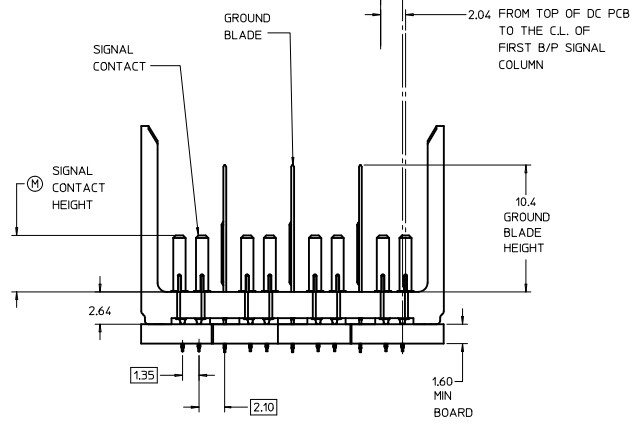 GROUND
BLADE
2.04 FROM TOP OF DC PCB
TO THE C.L. OF
FIRST B/P SIGNAL
COLUMN
SIGNAL
CONTACT
M SIGNAL
CONTACT
HEIGHT
10.4
GROUND
BLADE
HEIGHT
2.64
1.35
2.10
1.60
MIN
BOARD